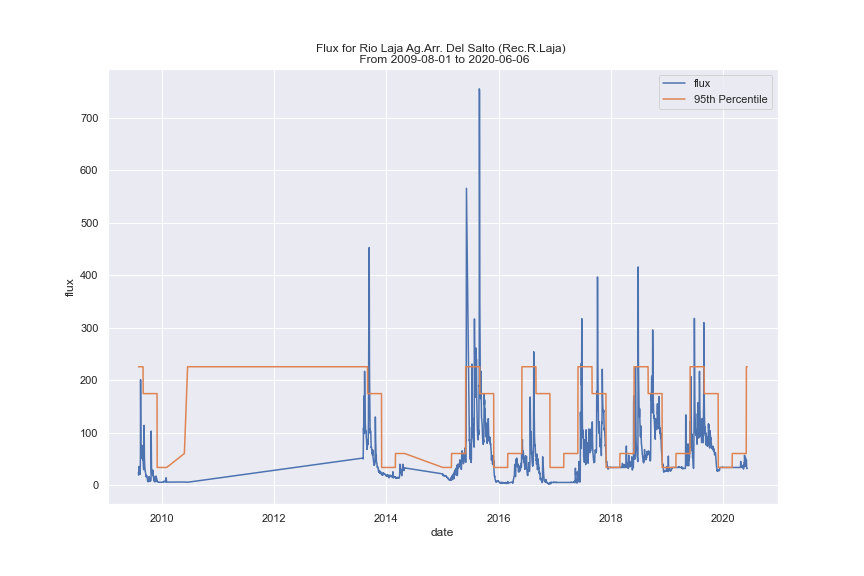 Flux for Rio Laja Ag.Arr. Del Salto (Rec.R.Laja)
From 2009-08-01 to 2020-06-06
flux
95th Percentile
700
600
500
400
300
200
100
0
flux
2010 2012 2014 2016 2018 2020
date